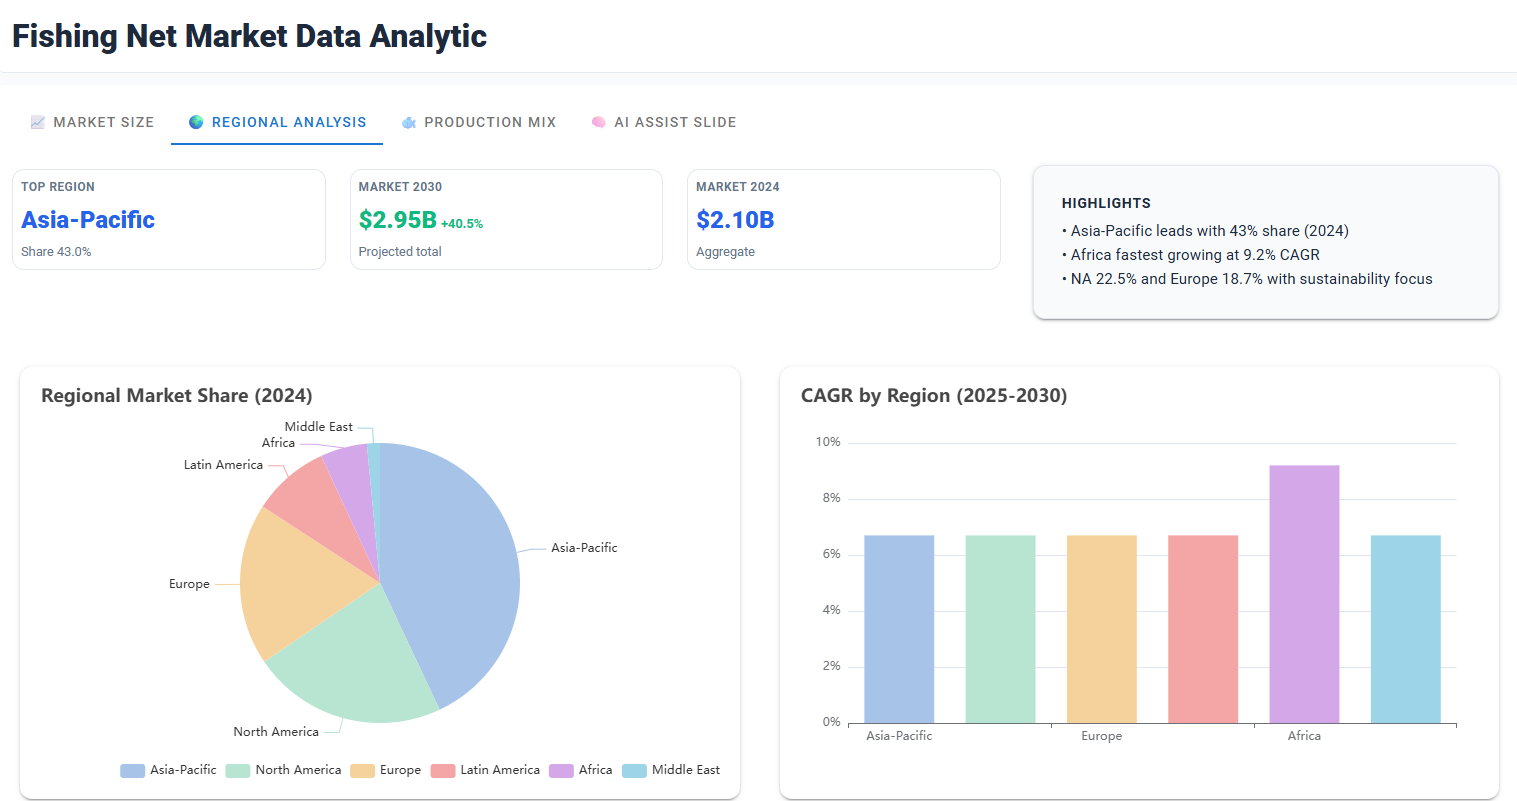 Fishing Net Market Data Analytic
MARKET SIZE
REGIONAL ANALYSIS
PRODUCTION MIX
AI ASSIST SLIDE
TOP REGION
Asia-Pacific
Share 43.0%
MARKET 2030
$2.95B +40.5%
Projected total
MARKET 2024
$2.10B
Aggregate
HIGHLIGHTS
• Asia-Pacific leads with 43% share (2024)
• Africa fastest growing at 9.2% CAGR
• NA 22.5% and Europe 18.7% with sustainability focus
Regional Market Share (2024)
Middle East
Africa
Latin America
Asia-Pacific
Europe
North America
Asia-Pacific
North America
Europe
Latin America
Africa
Middle East
CAGR by Region (2025-2030)
10%
8%
6%
4%
2%
0%
Asia-Pacific
Europe
Africa